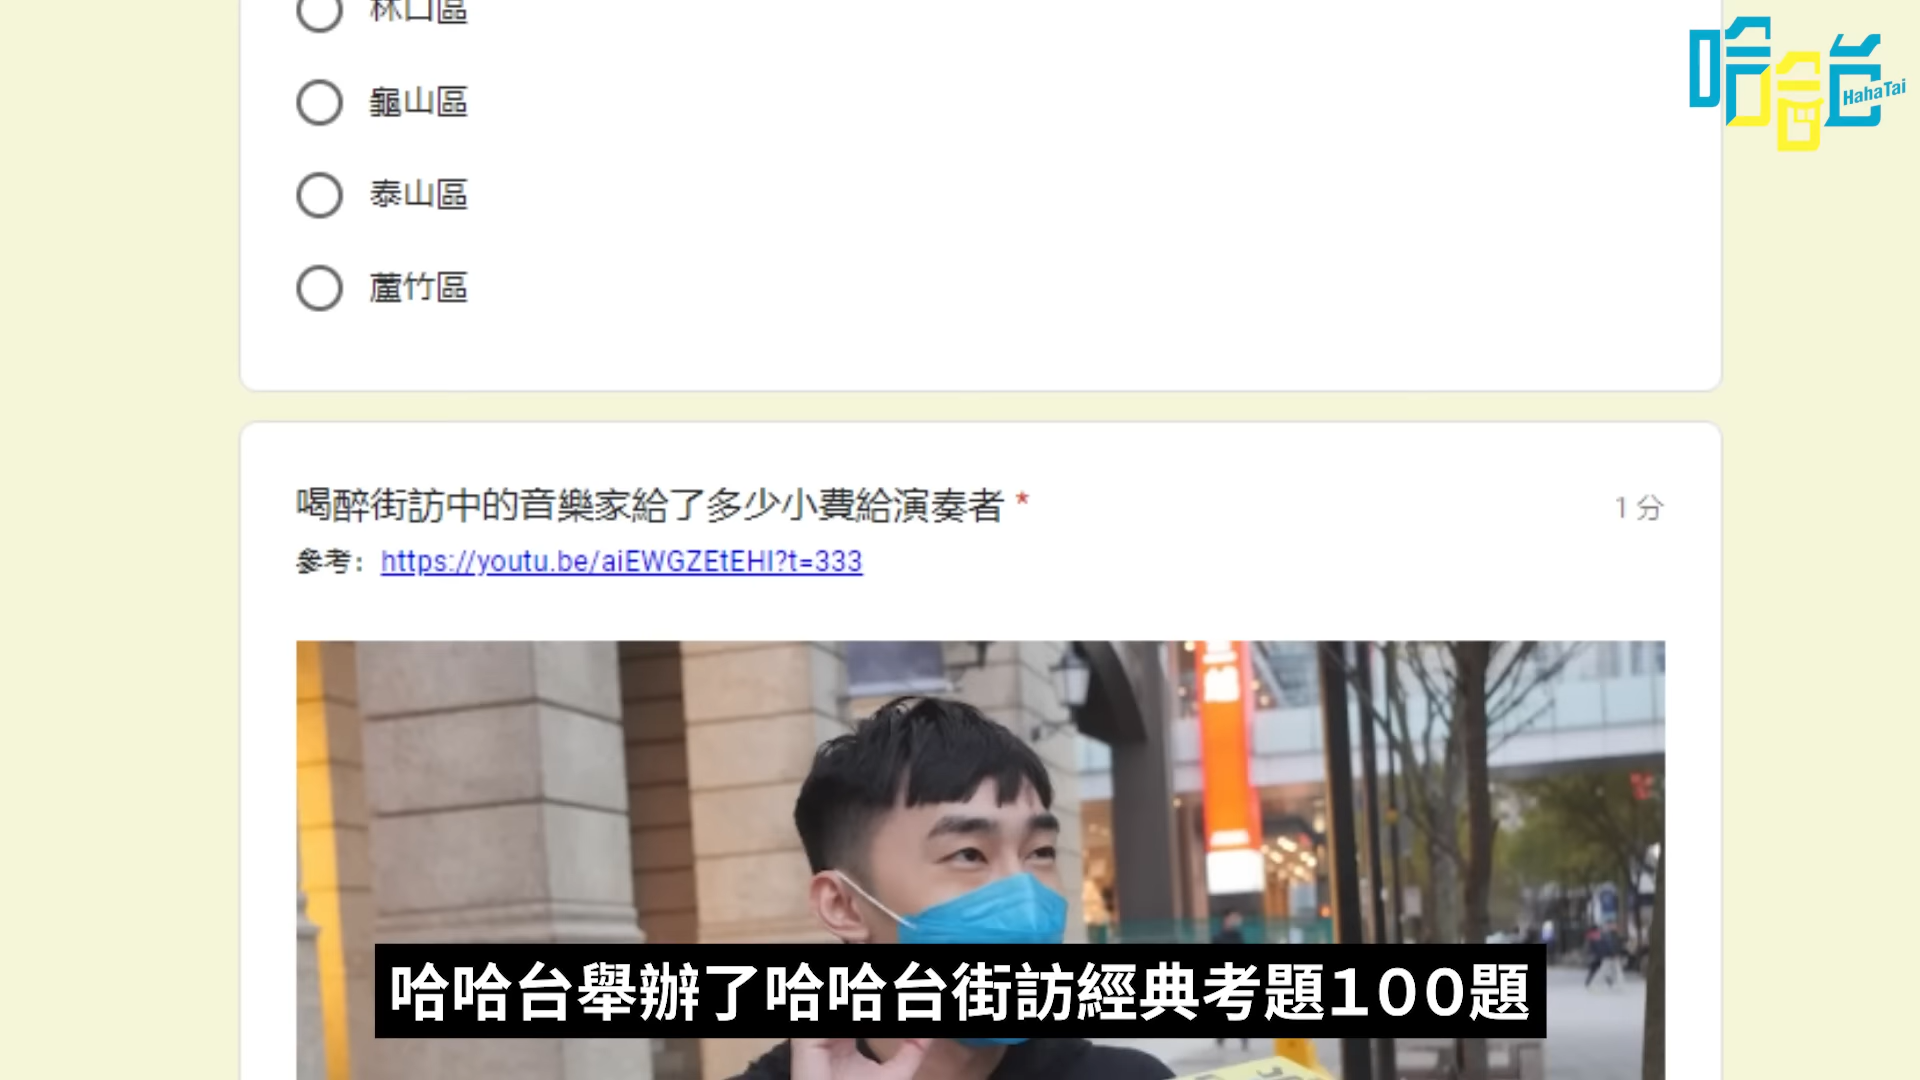 林口區
哈哈台
HahaTai
龜山區
泰山區
蘆竹區
喝醉街訪中的音樂家給了多少小費給演奏者 *
1 分
參考: https://youtu.be/aiEWGZEtEHI?t=333
哈哈台舉辦了哈哈台街訪經典考題100題